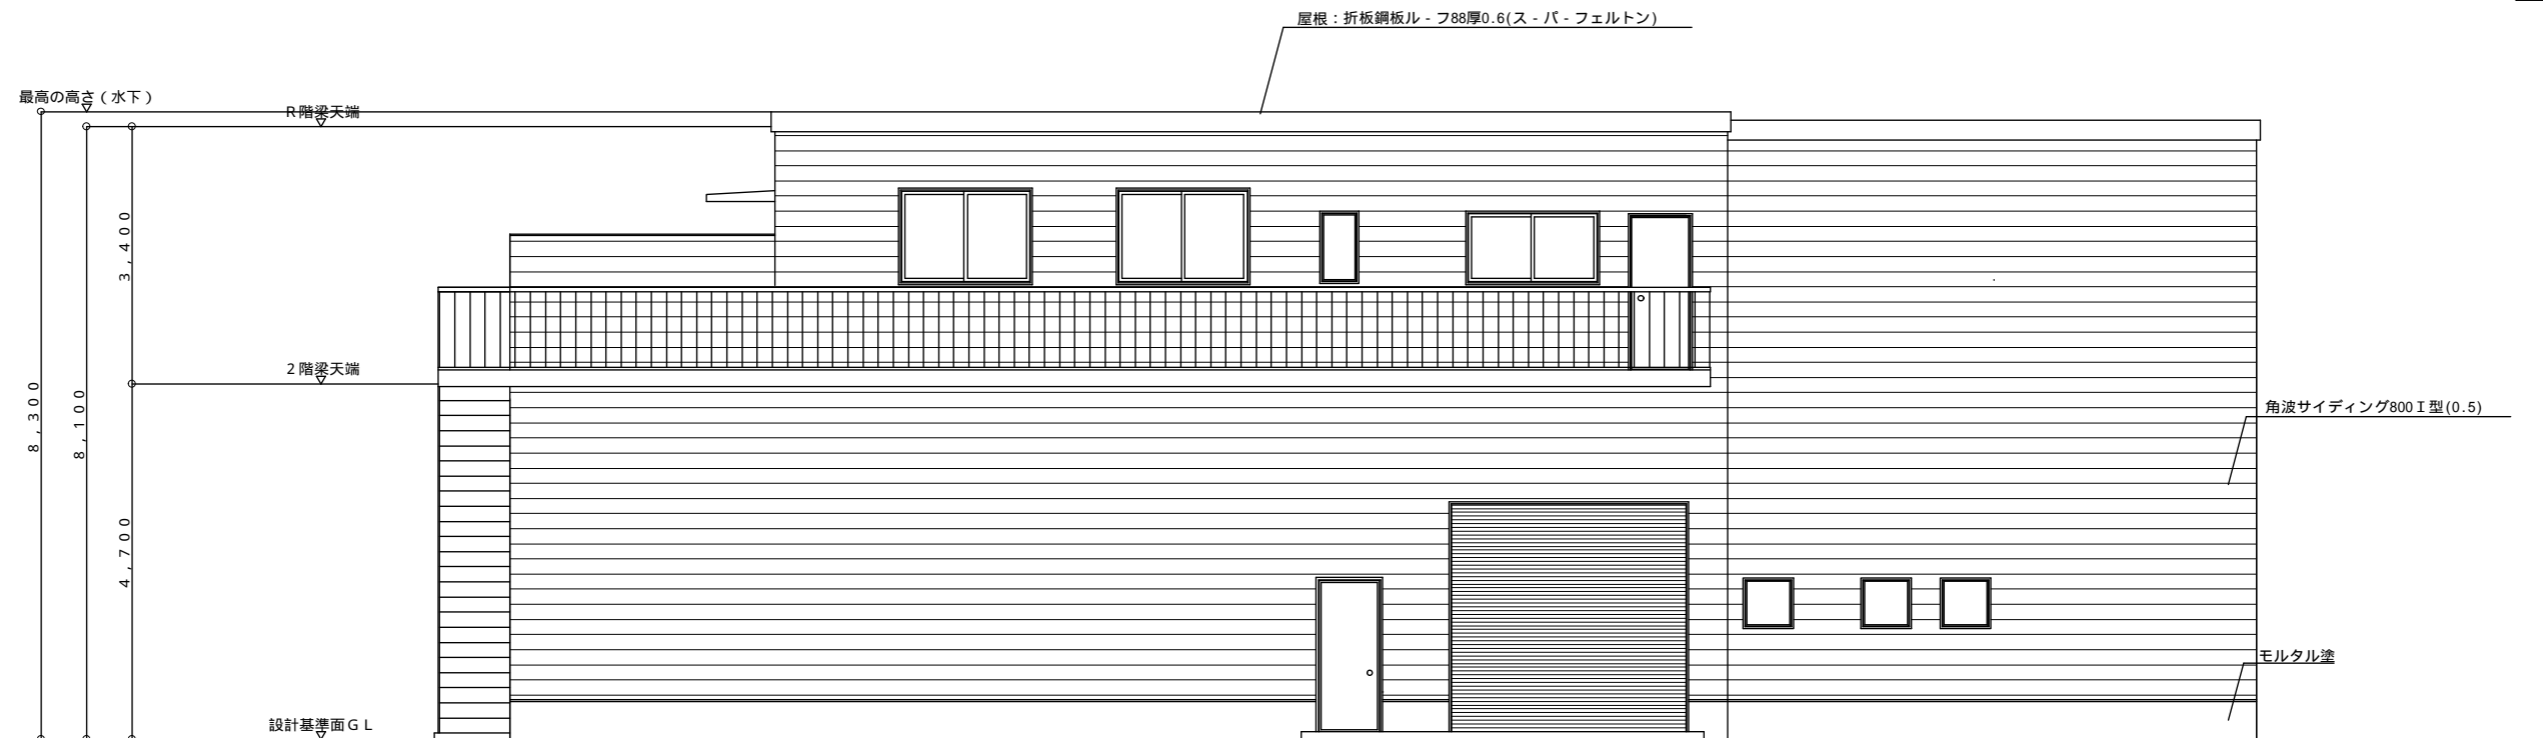 屋根：折板鋼板ル‐フ88厚0.6(ス‐パ‐フェルトン)
最高の高さ（水下）
Ｒ階梁天端
3,400
2階梁天端
8,300
8,100
角波サイディング800Ｉ型(0.5)
4,700
モルタル塗
設計基準面ＧＬ